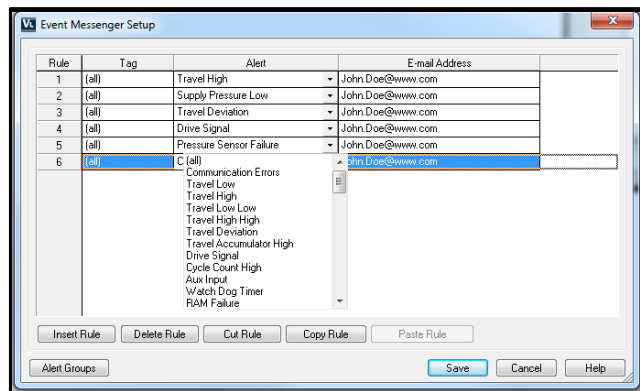 VL Event Messenger Setup
Rule Tag Alert E-mail Address
1 (all) Travel High John.Doe@www.com
2 (all) Supply Pressure Low John.Doe@www.com
3 (all) Travel Deviation John.Doe@www.com
4 (all) Drive Signal John.Doe@www.com
5 (all) Pressure Sensor Failure John.Doe@www.com
6 (all) C (all) ohn.Doe@www.com
Communication Errors
Travel Low
Travel High
Travel Low Low
Travel High High
Travel Deviation
Travel Accumulator High
Drive Signal
Cycle Count High
Aux Input
Watch Dog Timer
RAM Failure
Insert Rule Delete Rule Cut Rule Copy Rule Paste Rule
Alert Groups Save Cancel Help